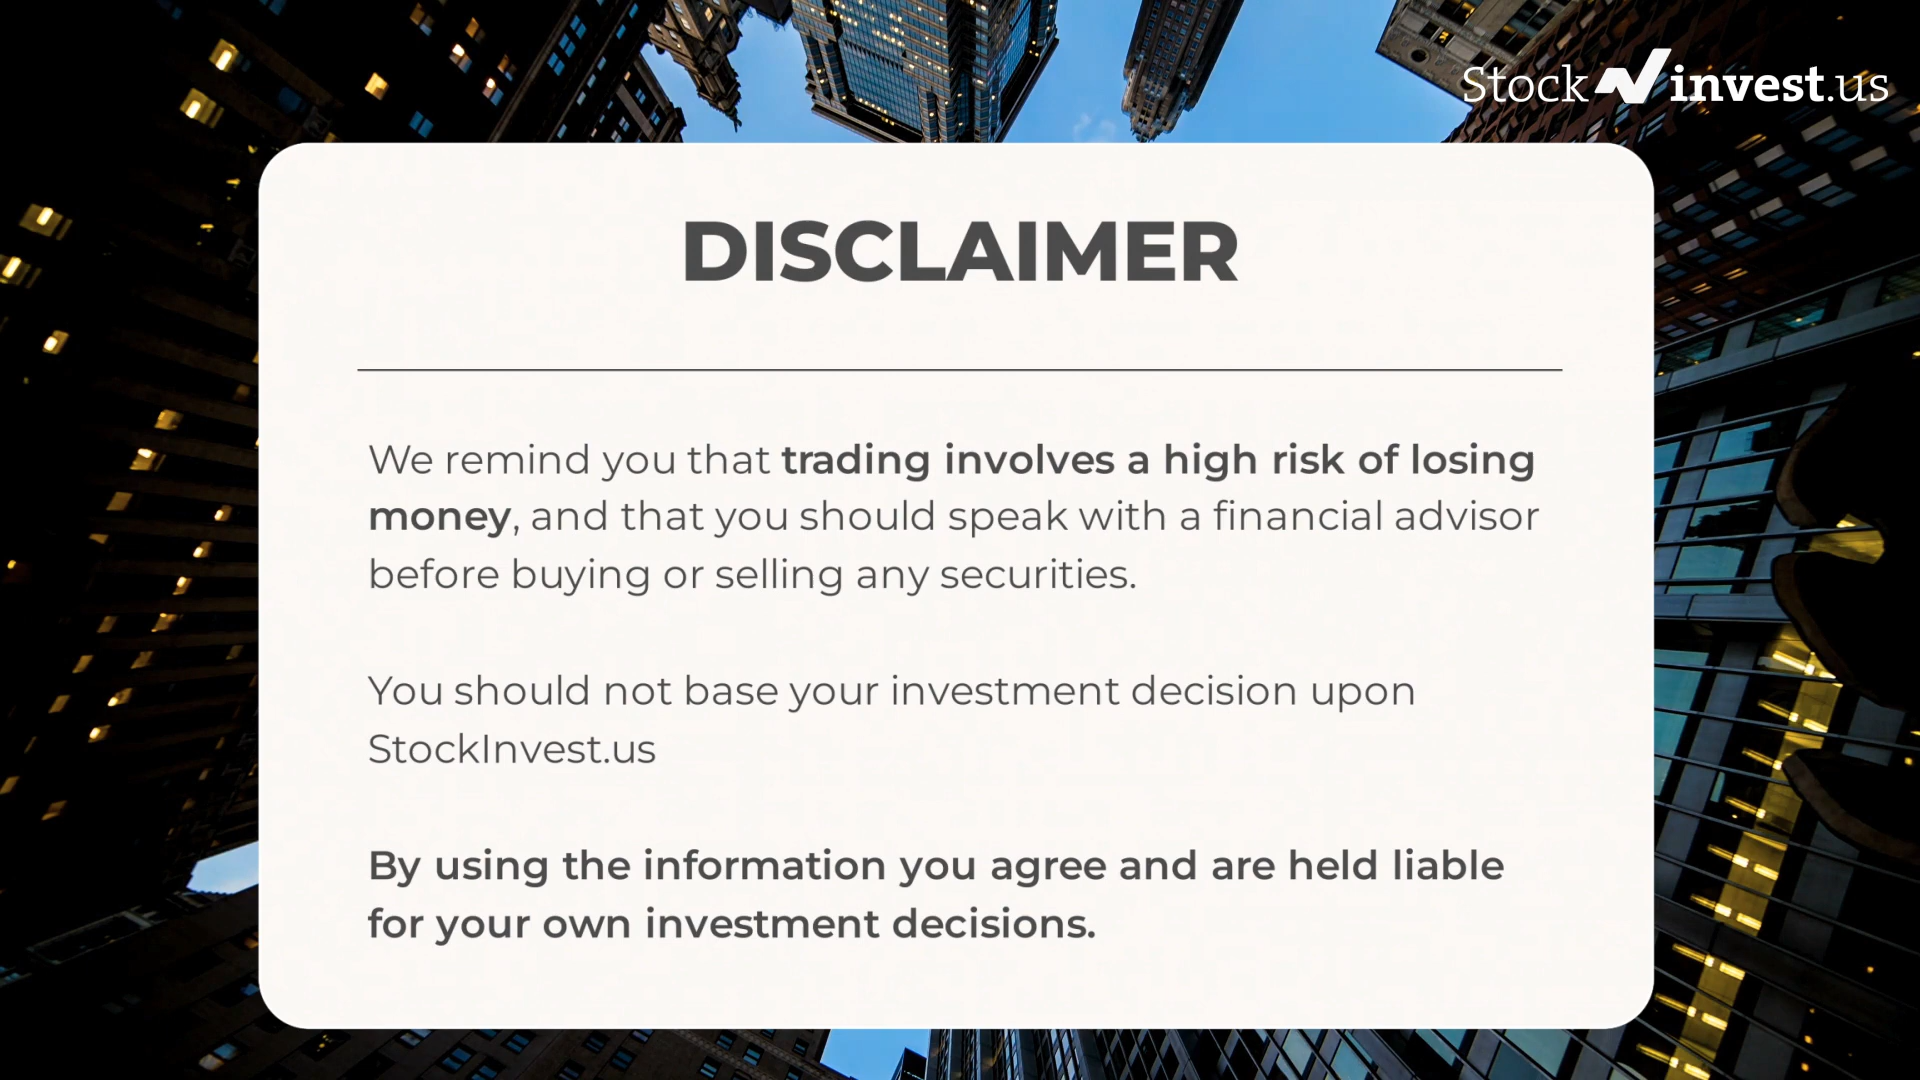 Stock invest.us
DISCLAIMER
We remind you that trading involves a high risk of losing
money, and that you should speak with a financial advisor
before buying or selling any securities.
You should not base your investment decision upon
StockInvest.us
By using the information you agree and are held liable
for your own investment decisions.